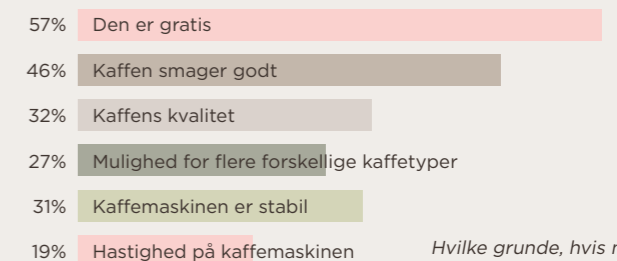 57% Den er gratis
46% Kaffen smager godt
32% Kaffens kvalitet
27% Mulighed for flere forskellige kaffetyper
31% Kaffemaskinen er stabil
19% Hastighed på kaffemaskinen
Hvilke grunde, hvis